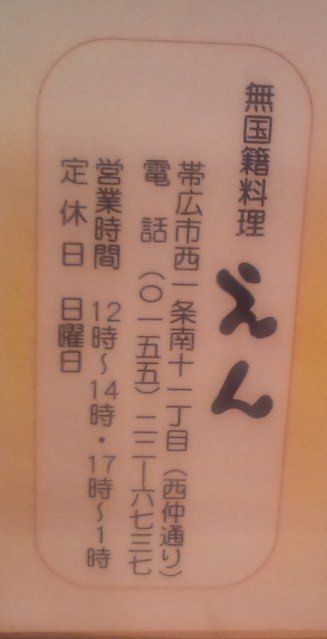 無国籍料理 えん
帯広市西一条南十一丁目(西仲通り)
電話(〇一五五)二二ー六七三七
営業時間 12時~14時・17時~1時
定休日 日曜日